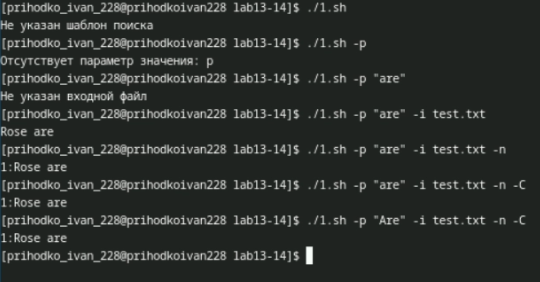 [prihodko_ivan_228@prihodkoivan228 lab13-14]$ ./1.sh
Не указан шаблон поиска
[prihodko_ivan_228@prihodkoivan228 lab13-14]$ ./1.sh -p
Отсутствует параметр значения: p
[prihodko_ivan_228@prihodkoivan228 lab13-14]$ ./1.sh -p "are"
Не указан входной файл
[prihodko_ivan_228@prihodkoivan228 lab13-14]$ ./1.sh -p "are" -i test.txt
Rose are
[prihodko_ivan_228@prihodkoivan228 lab13-14]$ ./1.sh -p "are" -i test.txt -n
1:Rose are
[prihodko_ivan_228@prihodkoivan228 lab13-14]$ ./1.sh -p "are" -i test.txt -n -C
1:Rose are
[prihodko_ivan_228@prihodkoivan228 lab13-14]$ ./1.sh -p "Are" -i test.txt -n -C
1:Rose are
[prihodko_ivan_228@prihodkoivan228 lab13-14]$